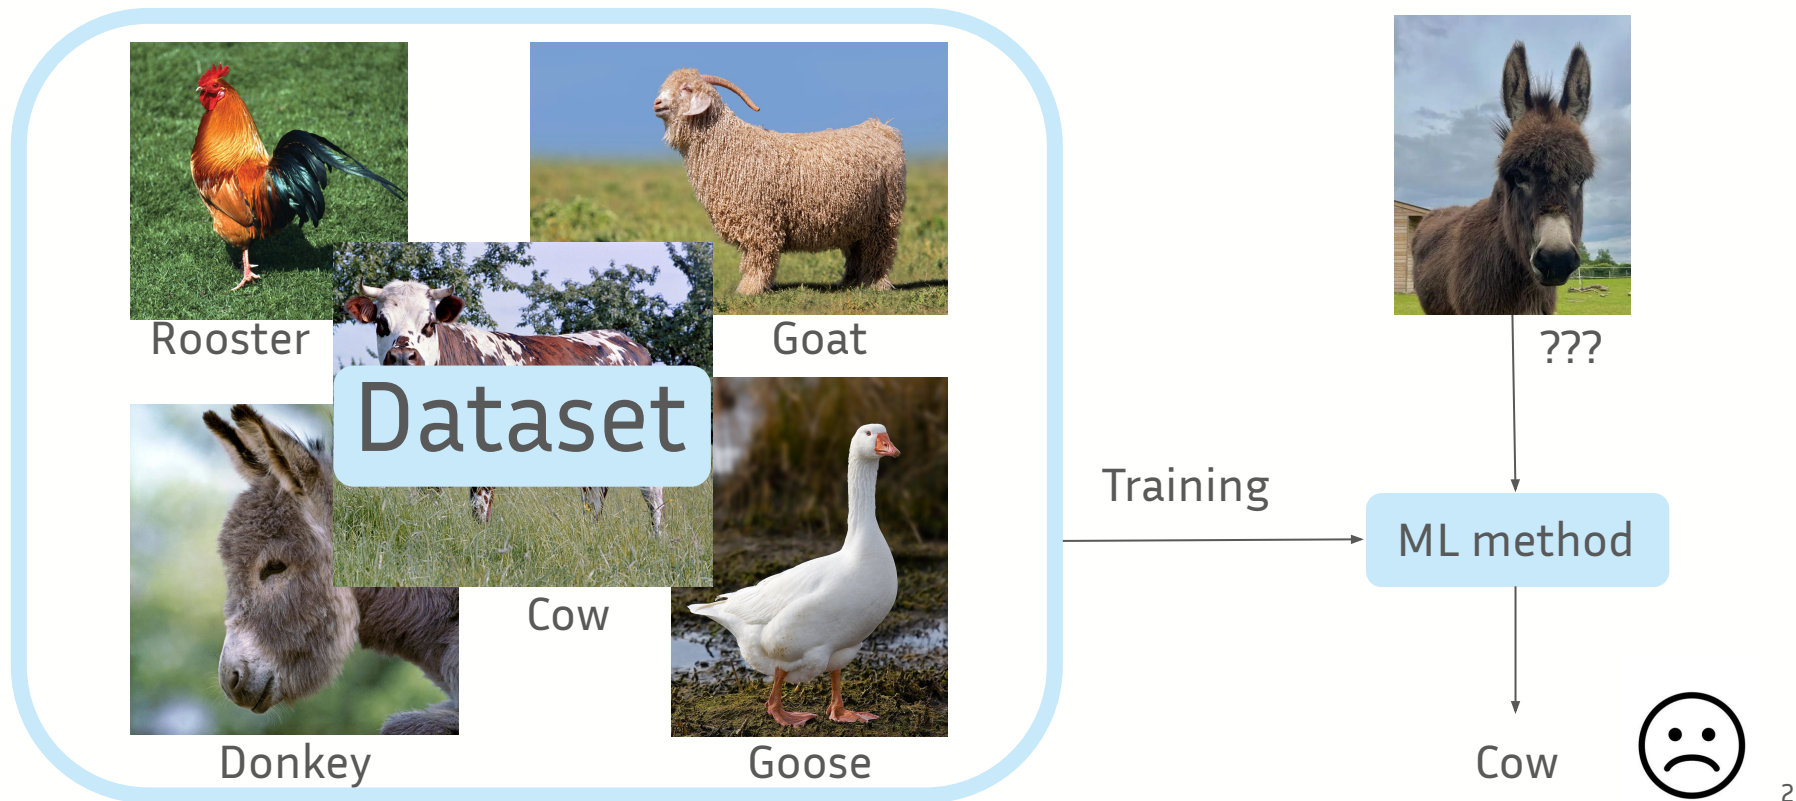 Rooster
Goat
Dataset
Cow
Donkey
Goose
Training
???
ML method
Cow
2